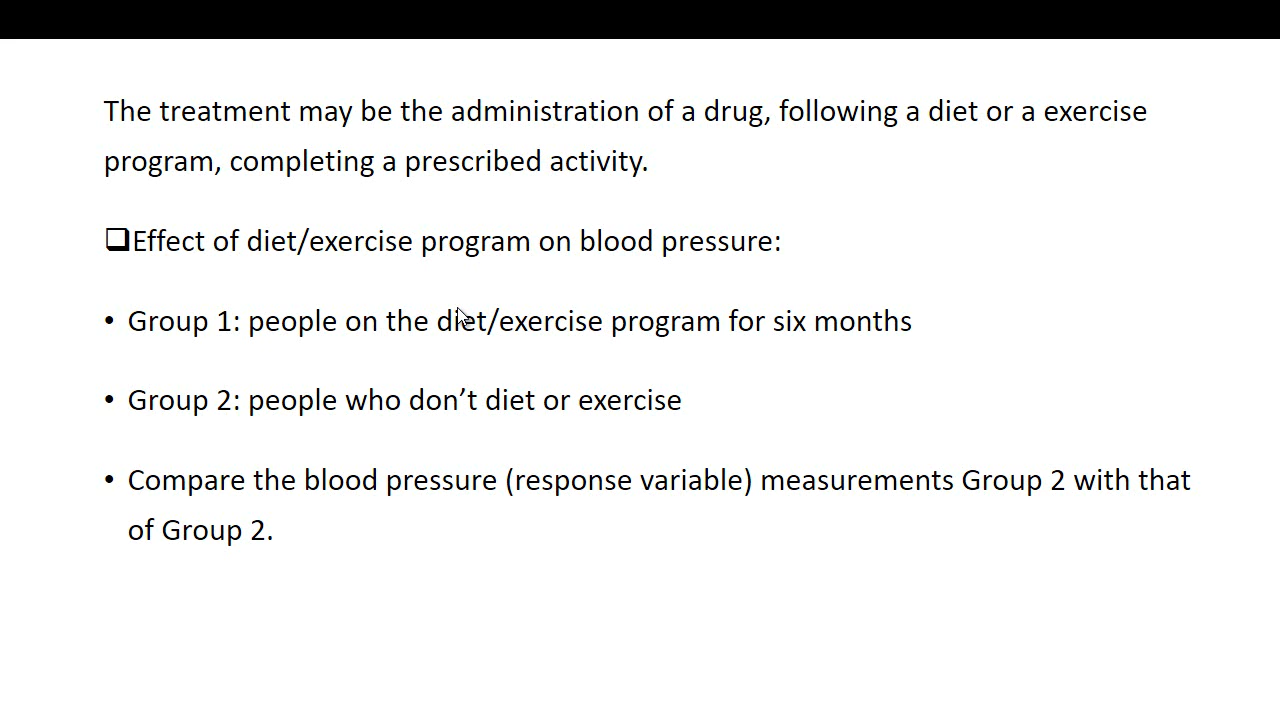 The treatment may be the administration of a drug, following a diet or a exercise
program, completing a prescribed activity.
❑Effect of diet/exercise program on blood pressure:
• Group 1: people on the diet/exercise program for six months
• Group 2: people who don’t diet or exercise
• Compare the blood pressure (response variable) measurements Group 2 with that
of Group 2.